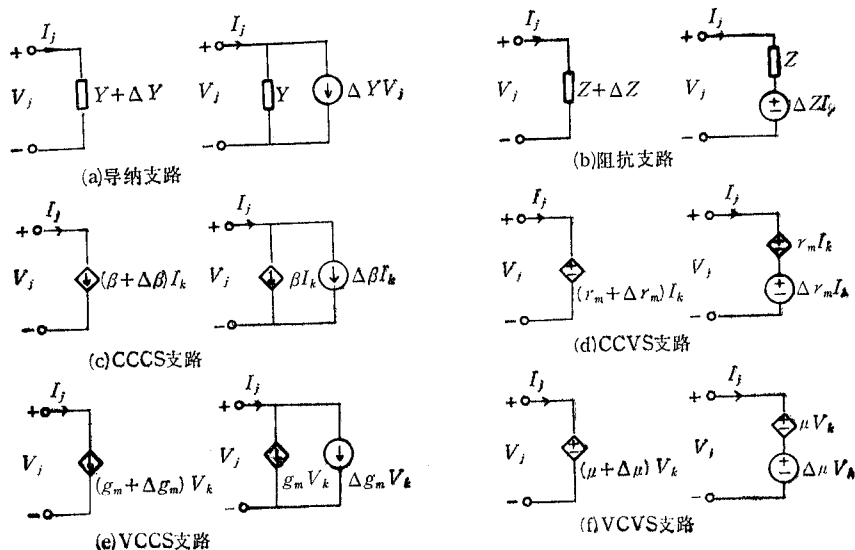 I_j I_j
+ +
V_j Y+ΔY V_j Y ΔYV_j
- -
(a)导纳支路
I_j I_j
+ +
V_j Z+ΔZ V_j Z ΔZI_j
- -
(b)阻抗支路
I_j I_j
+ +
V_j (β+Δβ)I_k V_j βI_k ΔβI_k
- -
(c)CCCS支路
I_j I_j
+ +
V_j (r_m+Δr_m)I_k V_j r_mI_k Δr_mI_k
- -
(d)CCVS支路
I_j I_j
+ +
V_j (g_m+Δg_m)V_k V_j g_mV_k Δg_mV_k
- -
(e)VCCS支路
I_j I_j
+ +
V_j (μ+Δμ)V_k V_j μV_k ΔμV_k
- -
(f)VCVS支路